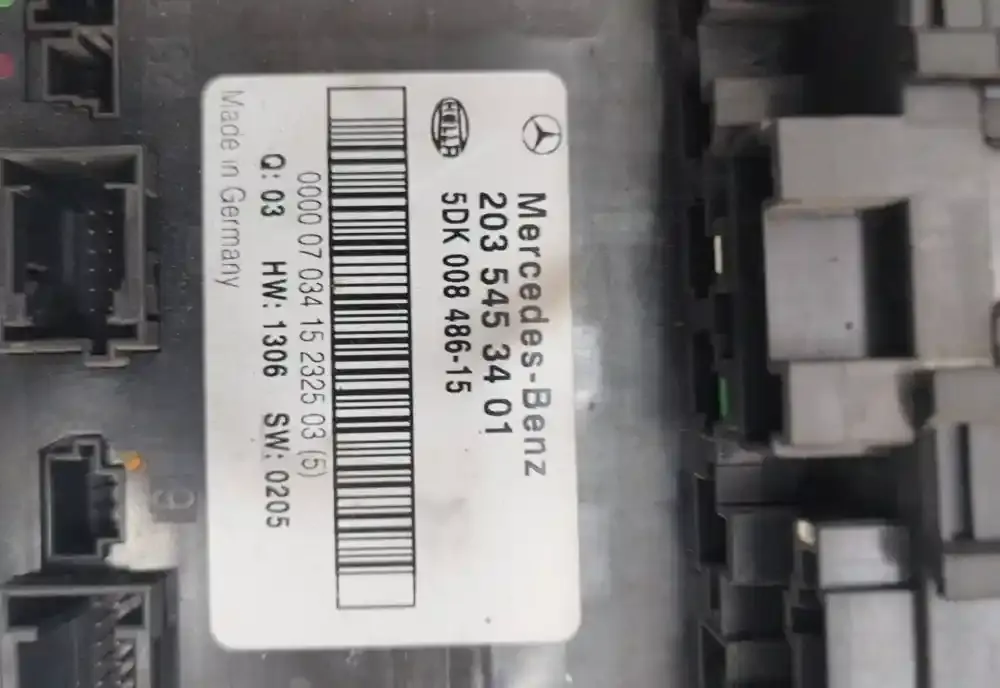 Mercedes-Benz
203 545 34 01
HELLA
5DK 008 486-15
0000 07 034 15 2325 03 (5)
Q: 03 HW: 1306 SW: 0205
Made in Germany